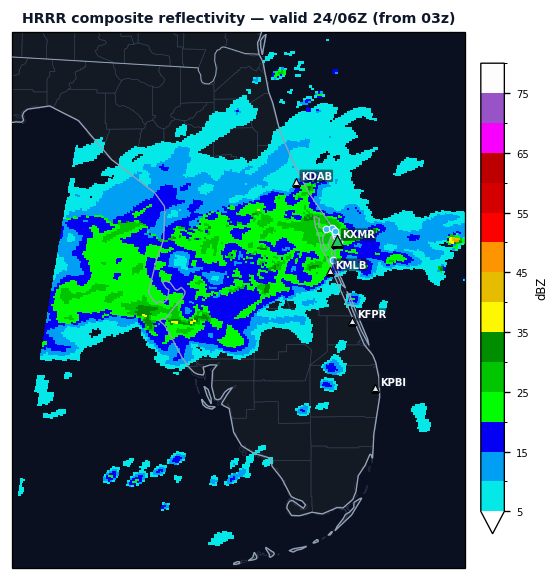 HRRR composite reflectivity — valid 24/06Z (from 03z)
75
KDAB
65
KXMR
55
KMLB
45
dBZ
KFPR
35
KPBI
25
15
5